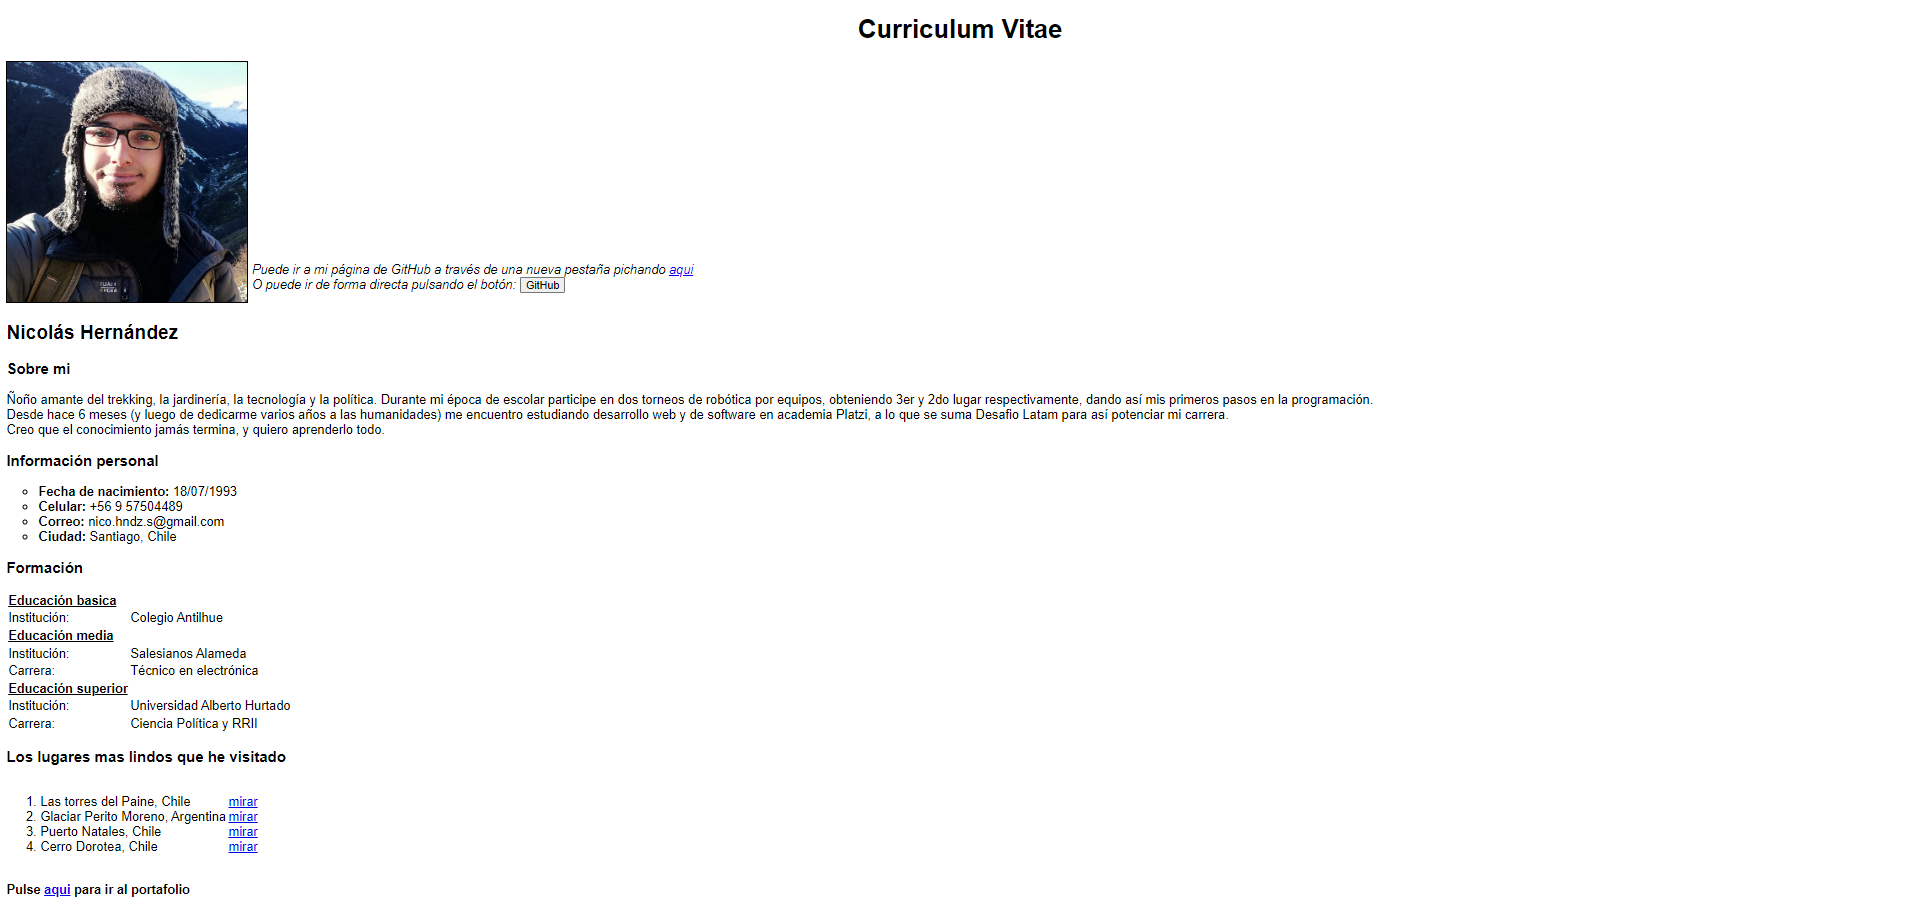 Curriculum Vitae
Puede ir a mi página de GitHub a través de una nueva pestaña pichando aqui
O puede ir de forma directa pulsando el botón: GitHub
Nicolás Hernández
Sobre mi
Ñoño amante del trekking, la jardinería, la tecnología y la política. Durante mi época de escolar participe en dos torneos de robótica por equipos, obteniendo 3er y 2do lugar respectivamente, dando así mis primeros pasos en la programación.
Desde hace 6 meses (y luego de dedicarme varios años a las humanidades) me encuentro estudiando desarrollo web y de software en academia Platzi, a lo que se suma Desafio Latam para así potenciar mi carrera.
Creo que el conocimiento jamás termina, y quiero aprenderlo todo.
Información personal
Fecha de nacimiento: 18/07/1993
Celular: +56 9 57504489
Correo: nico.hndz.s@gmail.com
Ciudad: Santiago, Chile
Formación
Educación basica
Institución: Colegio Antilhue
Educación media
Institución: Salesianos Alameda
Carrera: Técnico en electrónica
Educación superior
Institución: Universidad Alberto Hurtado
Carrera: Ciencia Política y RRII
Los lugares mas lindos que he visitado
1. Las torres del Paine, Chile mirar
2. Glaciar Perito Moreno, Argentina mirar
3. Puerto Natales, Chile mirar
4. Cerro Dorotea, Chile mirar
Pulse aqui para ir al portafolio